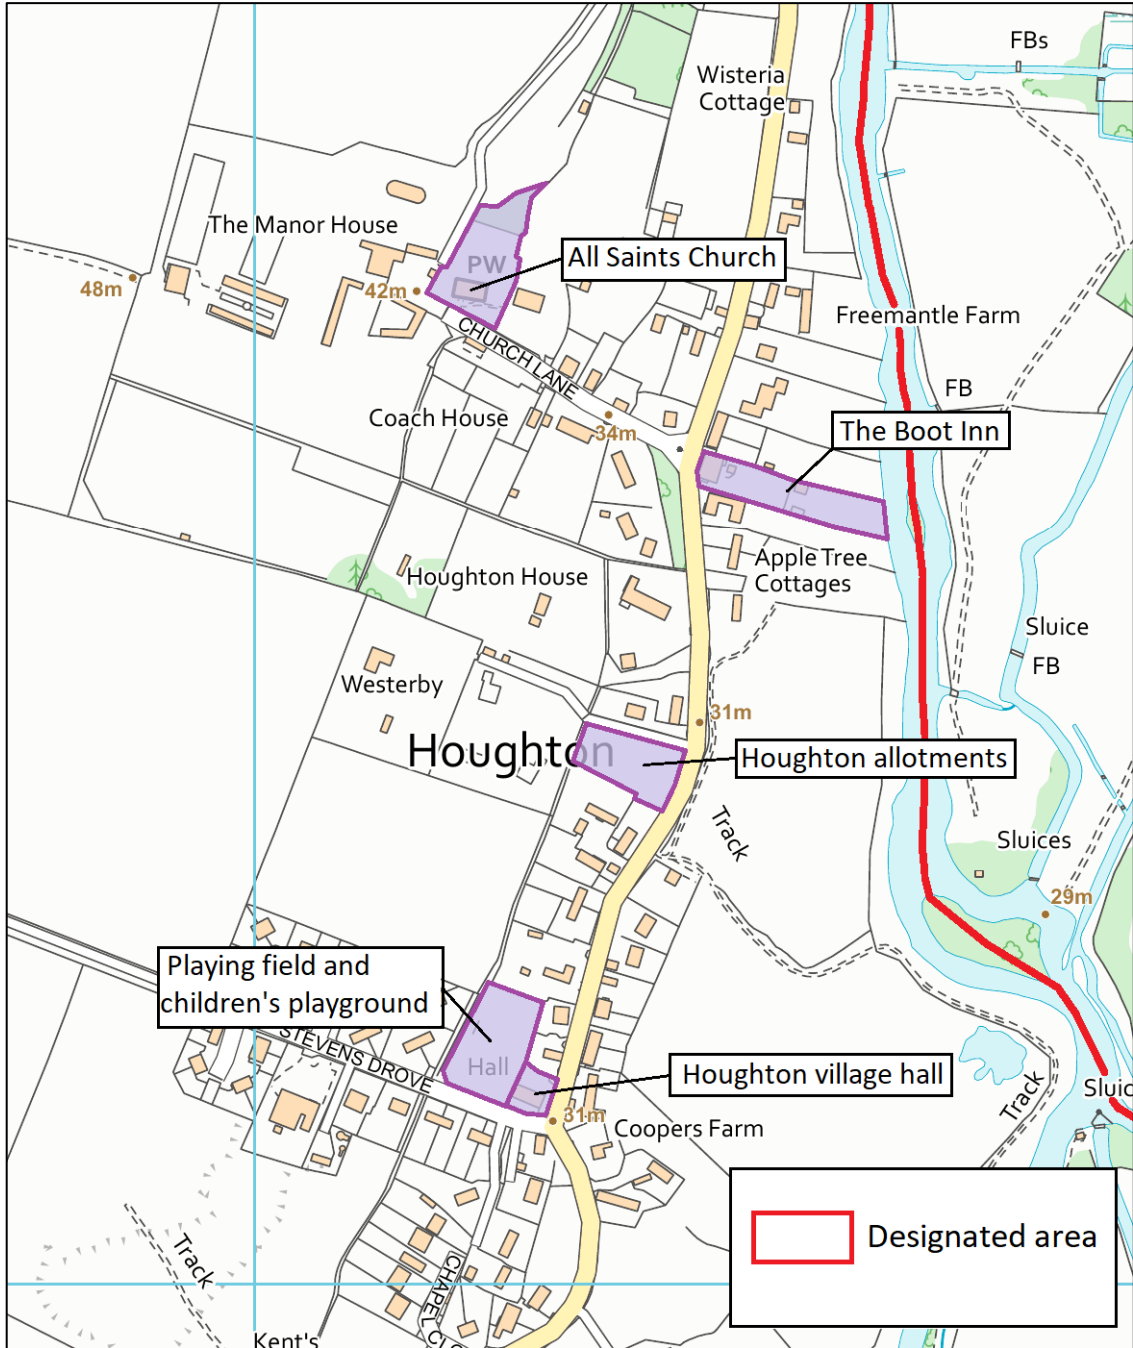 FBs
Wisteria
Cottage
The Manor House
PW
All Saints Church
48m
42m
Freemantle Farm
CHURCH LANE
FB
Coach House
34m
The Boot Inn
Apple Tree
Cottages
Houghton House
Sluice
FB
Westerby
31m
Houghton
Houghton allotments
Track
Sluices
29m
Playing field and
children's playground
STEVENS DROVE
Hall
Houghton village hall
Track
Sluic
31m
Coopers Farm
Designated area
Track
CHAPEL CLO
Kent's